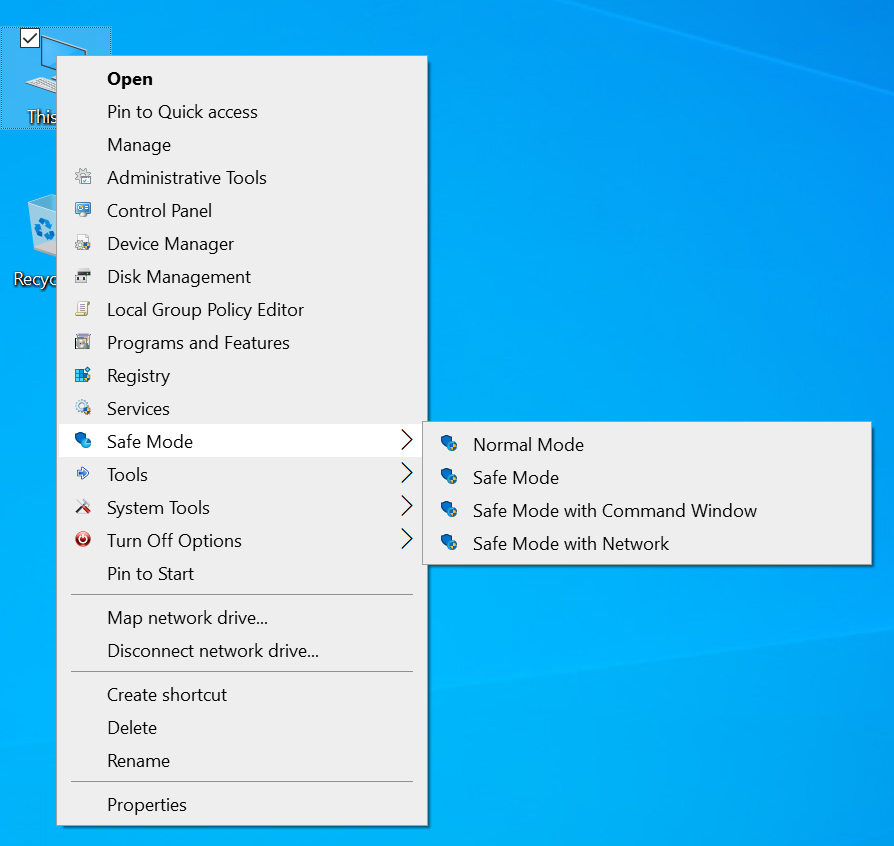 This
Recyc
Open
Pin to Quick access
Manage
Administrative Tools
Control Panel
Device Manager
Disk Management
Local Group Policy Editor
Programs and Features
Registry
Services
Safe Mode
Tools
System Tools
Turn Off Options
Pin to Start
Map network drive...
Disconnect network drive...
Create shortcut
Delete
Rename
Properties
Normal Mode
Safe Mode
Safe Mode with Command Window
Safe Mode with Network